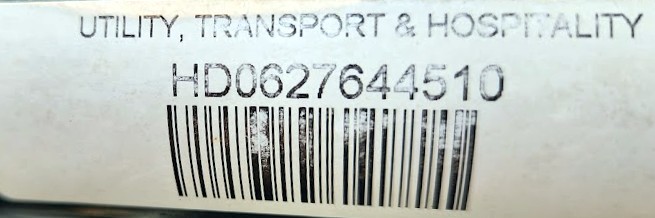 UTILITY, TRANSPORT & HOSPITALITY
HD0627644510